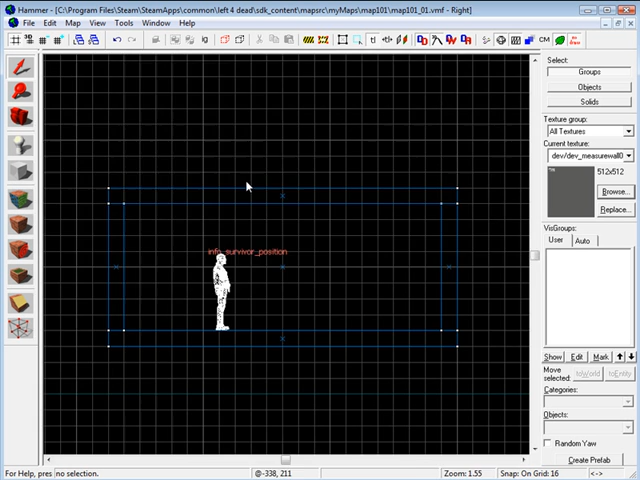 Hammer - [C:\Program Files\Steam\SteamApps\common\left 4 dead\sdk_content\mapsrc\myMaps\map101\map101_01.vmf - Right]
File Edit Map View Tools Window Help
ig
tl
tl
CM
Select:
Groups
Objects
Solids
Texture group:
All Textures
Current texture:
dev/dev_measurewall0
512x512
Browse...
Replace...
VisGroups:
User Auto
info_survivor_position
Show Edit Mark
Move selected:
toWorld toEntity
Categories:
Objects:
Random Yaw
Create Prefab
For Help, pres no selection. @-338, 211 Zoom: 1.55 Snap: On Grid: 16 <->